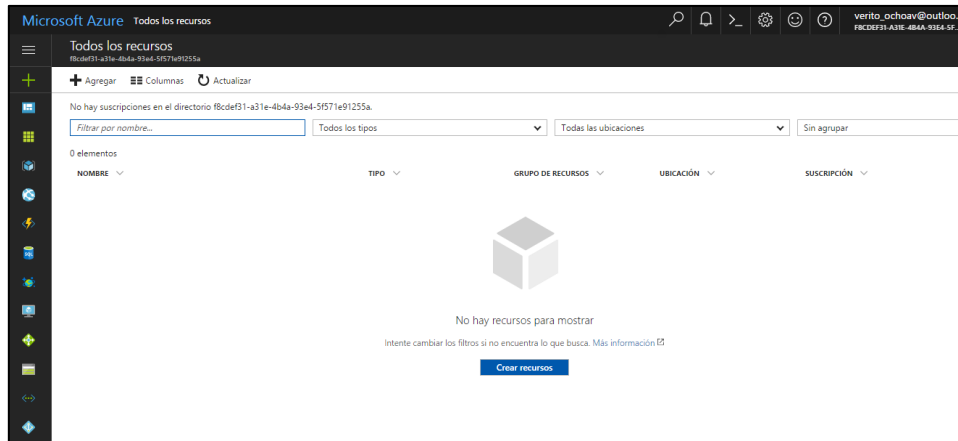 Microsoft Azure Todos los recursos
verito_ochoav@outloo.
F8CDEF31-A31E-4B4A-93E4-5F...
Todos los recursos
f8cdef31-a31e-4b4a-93e4-5f571e91255a
Agregar Columnas Actualizar
No hay suscripciones en el directorio f8cdef31-a31e-4b4a-93e4-5f571e91255a.
Filtrar por nombre... Todos los tipos Todas las ubicaciones Sin agrupar
0 elementos
NOMBRE TIPO GRUPO DE RECURSOS UBICACIÓN SUSCRIPCIÓN
No hay recursos para mostrar
Intente cambiar los filtros si no encuentra lo que busca. Más información
Crear recursos